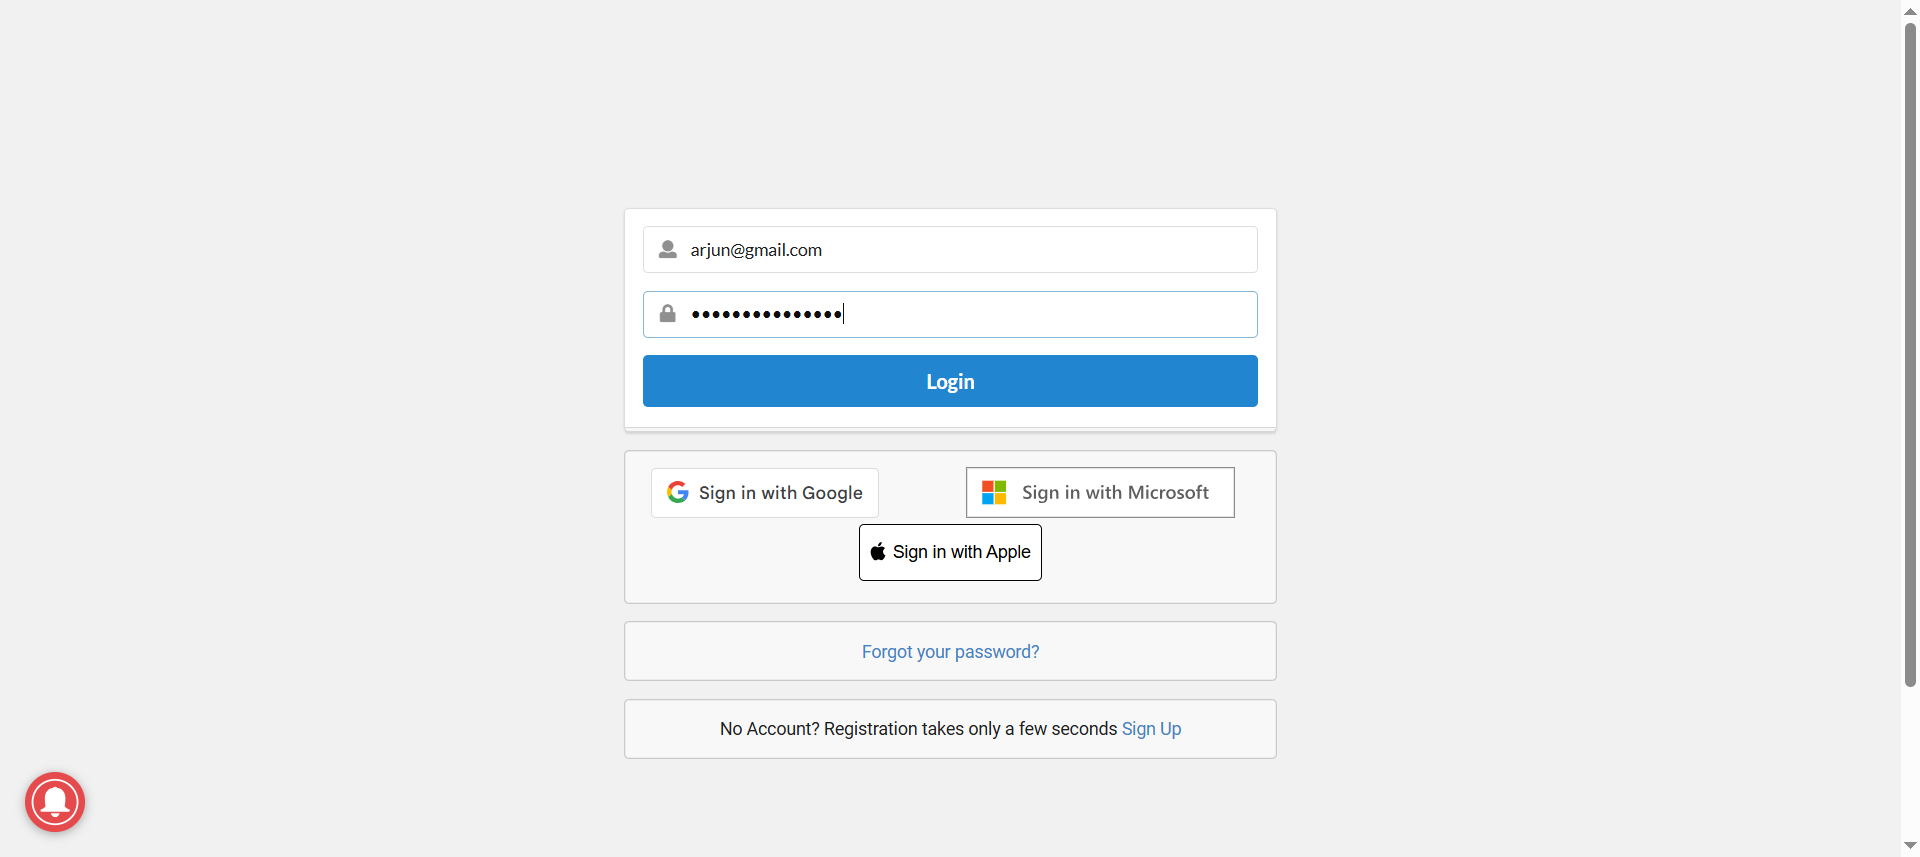 arjun@gmail.com
•••••••••••••••
Login
Sign in with Google
Sign in with Microsoft
Sign in with Apple
Forgot your password?
No Account? Registration takes only a few seconds Sign Up